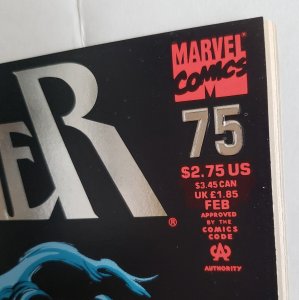 MARVEL
COMICS
M
75
ER
®
$2.75 US
$3.45 CAN
UK £1.85
FEB
APPROVED
BY THE
COMICS
CODE
CA
AUTHORITY